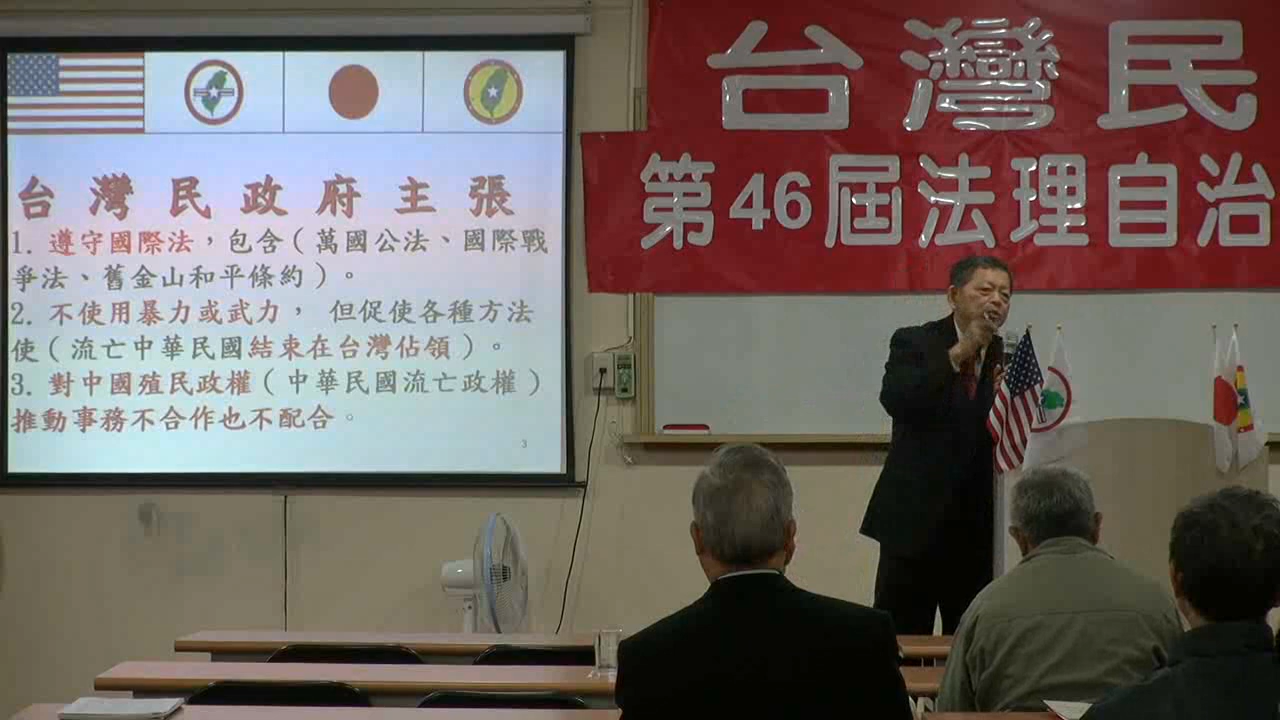 台灣民政府主張
1. 遵守國際法，包含（萬國公法、國際戰
爭法、舊金山和平條約）。
2. 不使用暴力或武力， 但促使各種方法
使（流亡中華民國結束在台灣佔領）。
3. 對中國殖民政權（中華民國流亡政權）
推動事務不合作也不配合。
3
台灣民
第46屆法理自治